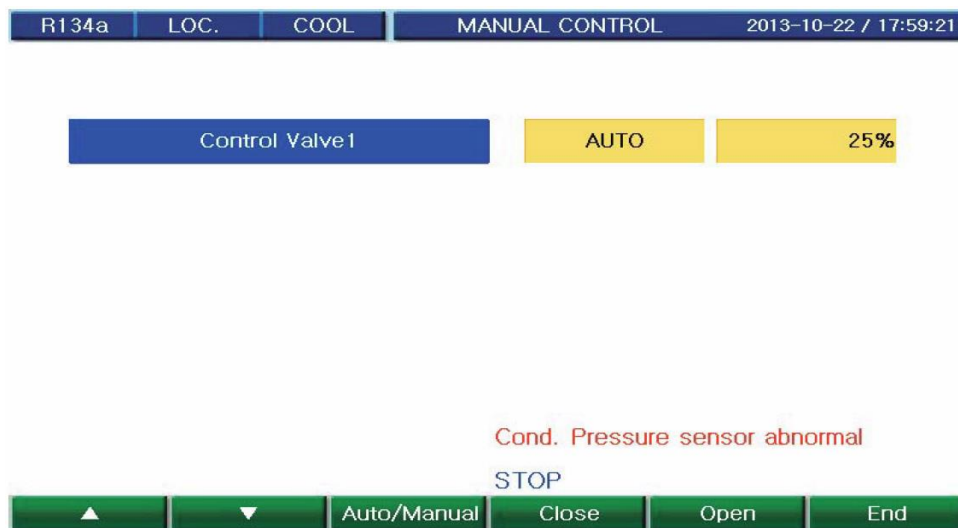 R134a LOC. COOL MANUAL CONTROL 2013-10-22 / 17:59:21
Control Valve1 AUTO 25%
Cond. Pressure sensor abnormal
STOP
▲ ▼ Auto/Manual Close Open End